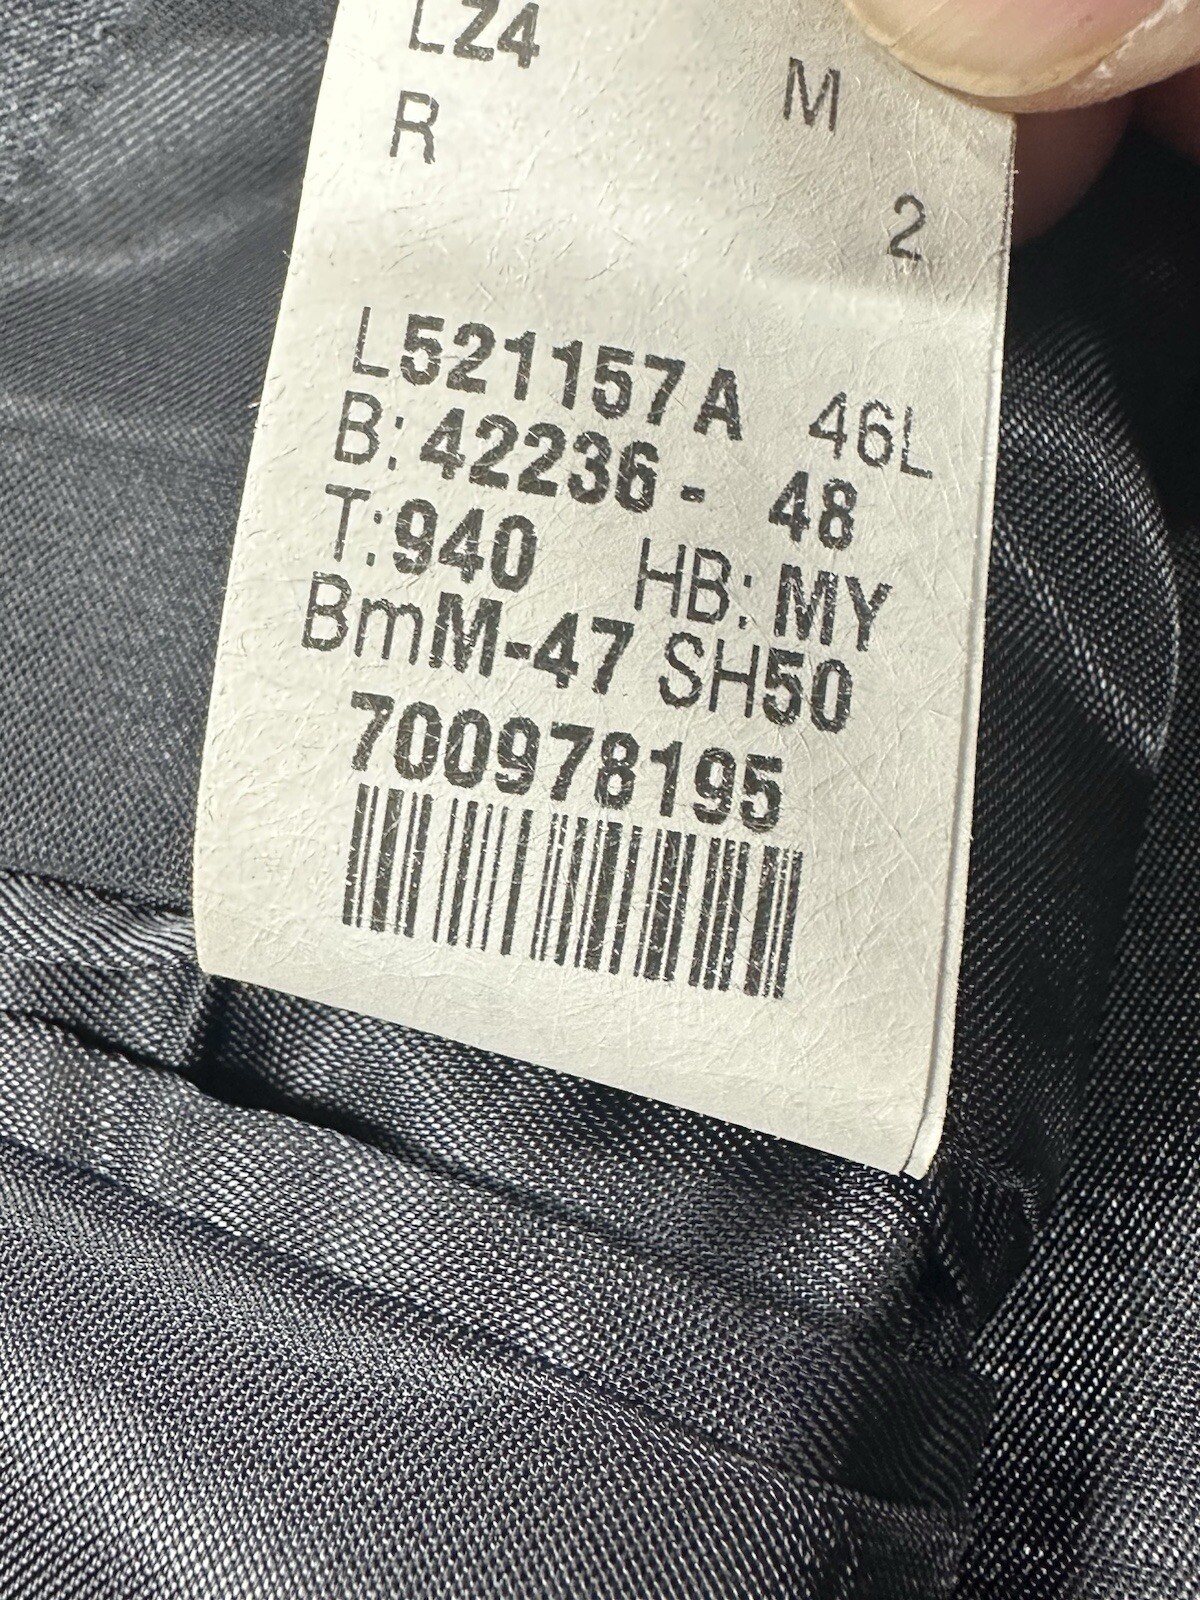 LZ4
R M
2
L521157A 46L
B:42236- 48
T:940 HB:MY
BmM-47 SH50
700978195